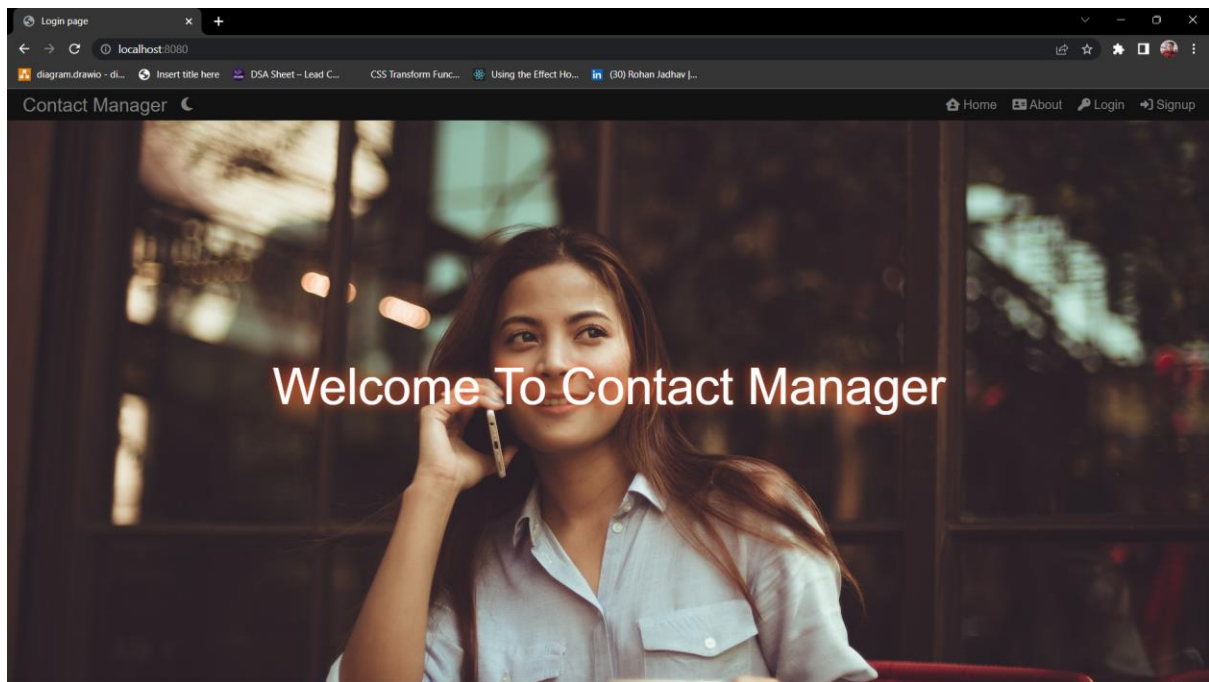 Login page
localhost:8080
diagram.drawio - di... Insert title here DSA Sheet – Lead C... CSS Transform Func... Using the Effect Ho... in (30) Rohan Jadhav |...
Contact Manager Home About Login Signup
Welcome To Contact Manager